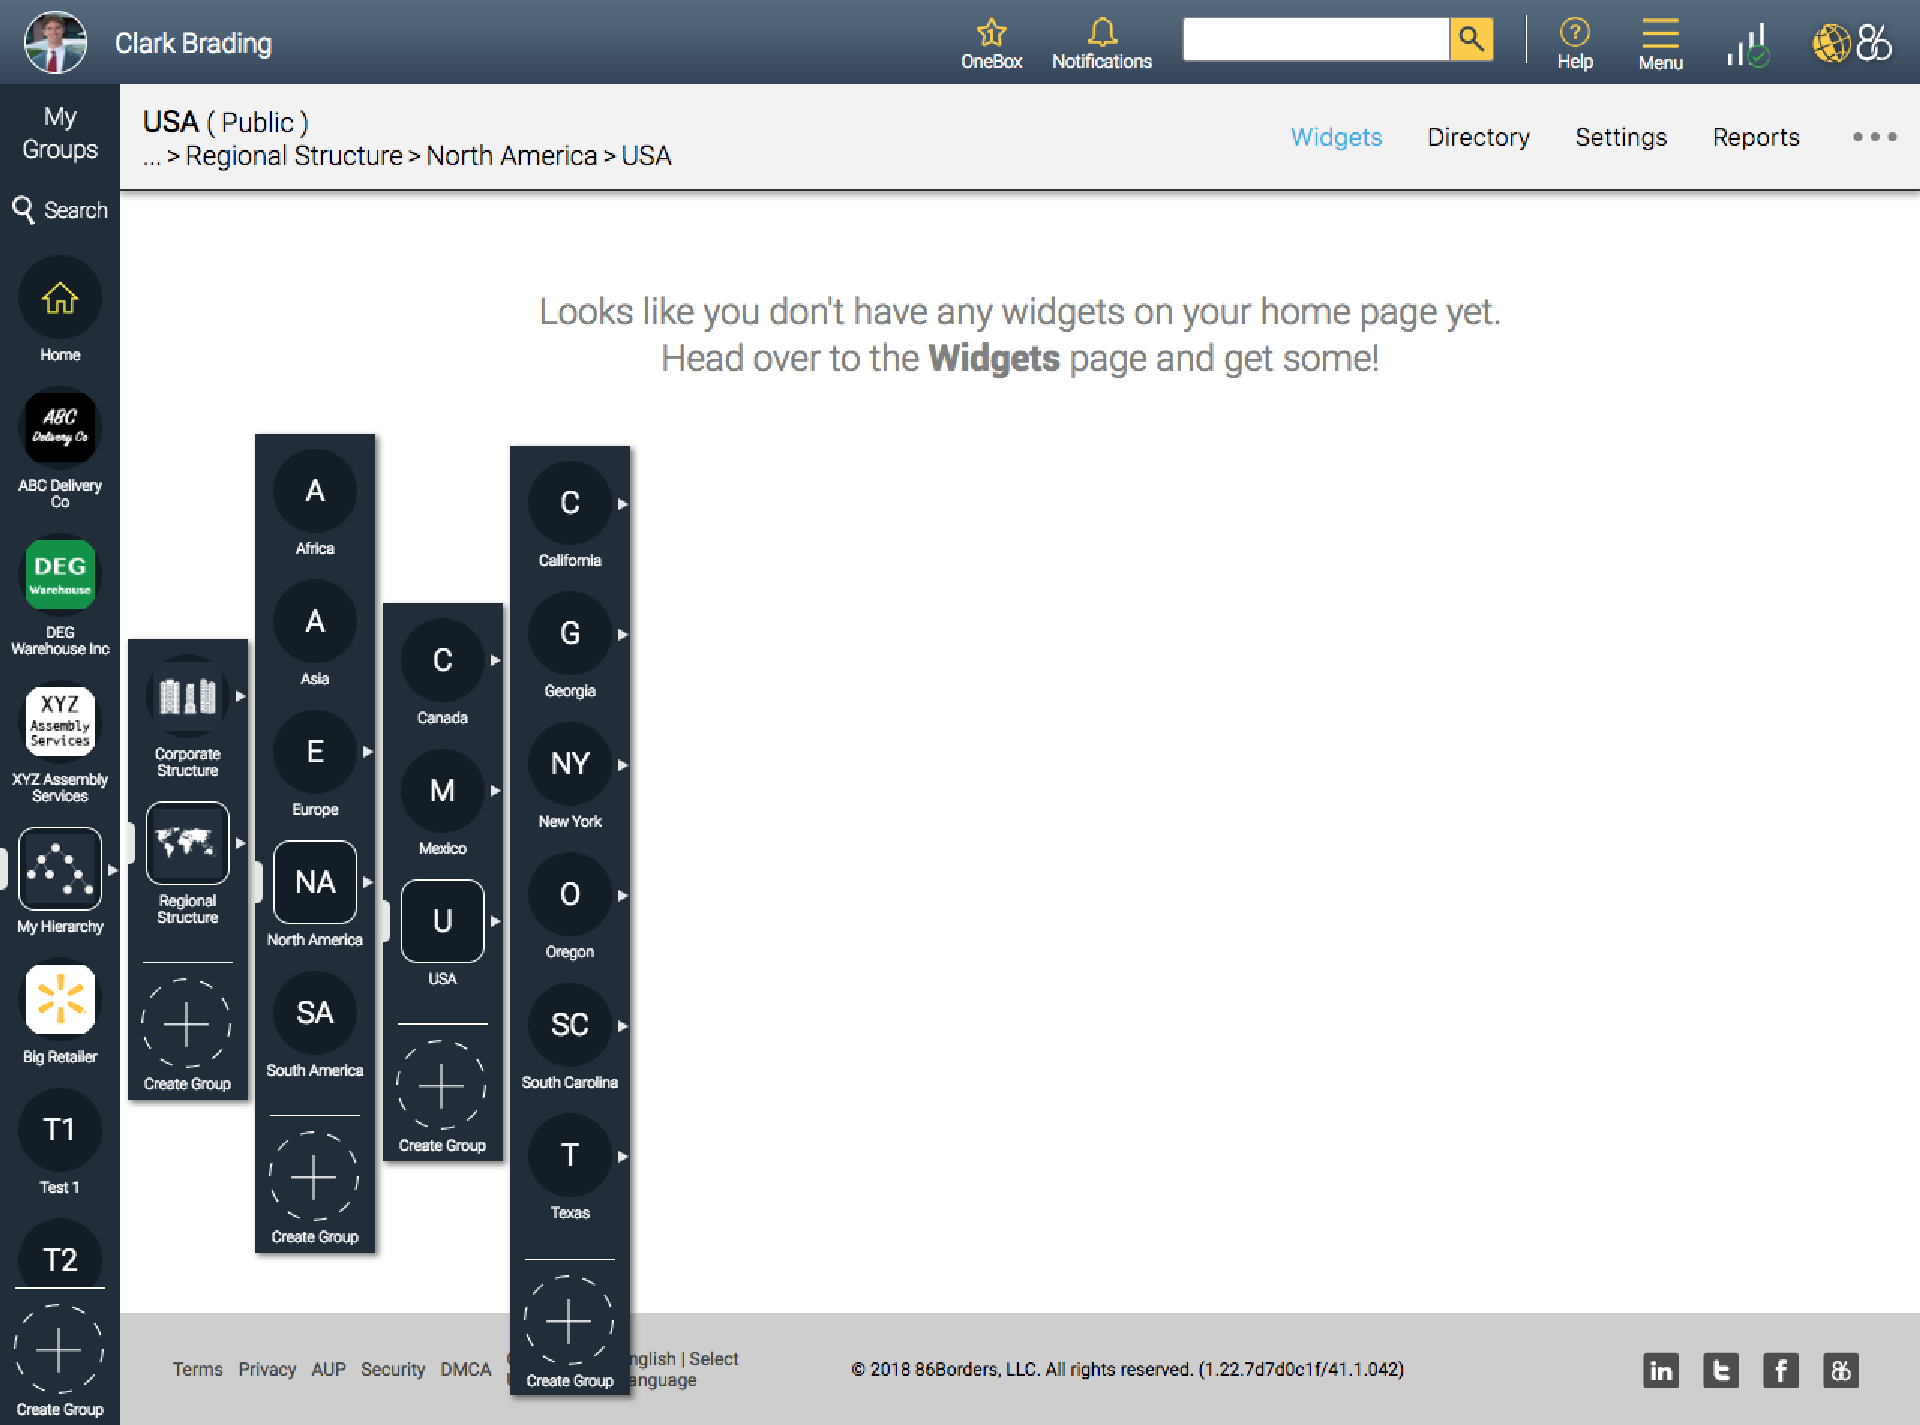 Clark Brading
1
OneBox
Notifications
?
Help
Menu
86
My
Groups
Search
Home
ABC
Delivery Co
ABC Delivery
Co
DEG
Warehouse
DEG
Warehouse Inc
XYZ
Assembly
Services
XYZ Assembly
Services
My Hierarchy
Big Retailer
T1
Test 1
T2
Create Group
USA ( Public )
... > Regional Structure > North America > USA
Widgets
Directory
Settings
Reports
Looks like you don't have any widgets on your home page yet.
Head over to the Widgets page and get some!
Corporate
Structure
Regional
Structure
Create Group
A
Africa
A
Asia
E
Europe
NA
North America
SA
South America
Create Group
C
Canada
M
Mexico
U
USA
Create Group
C
California
G
Georgia
NY
New York
O
Oregon
SC
South Carolina
T
Texas
Create Group
Terms Privacy AUP Security DMCA
nglish | Select
anguage
© 2018 86Borders, LLC. All rights reserved. (1.22.7d7d0c1f/41.1.042)
in
t
f
86